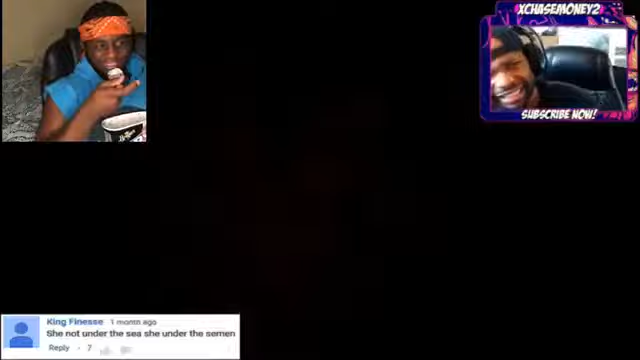 XCHASEMONEY2
SUBSCRIBE NOW!
King Finesse 1 month ago
She not under the sea she under the semen
Reply · 7